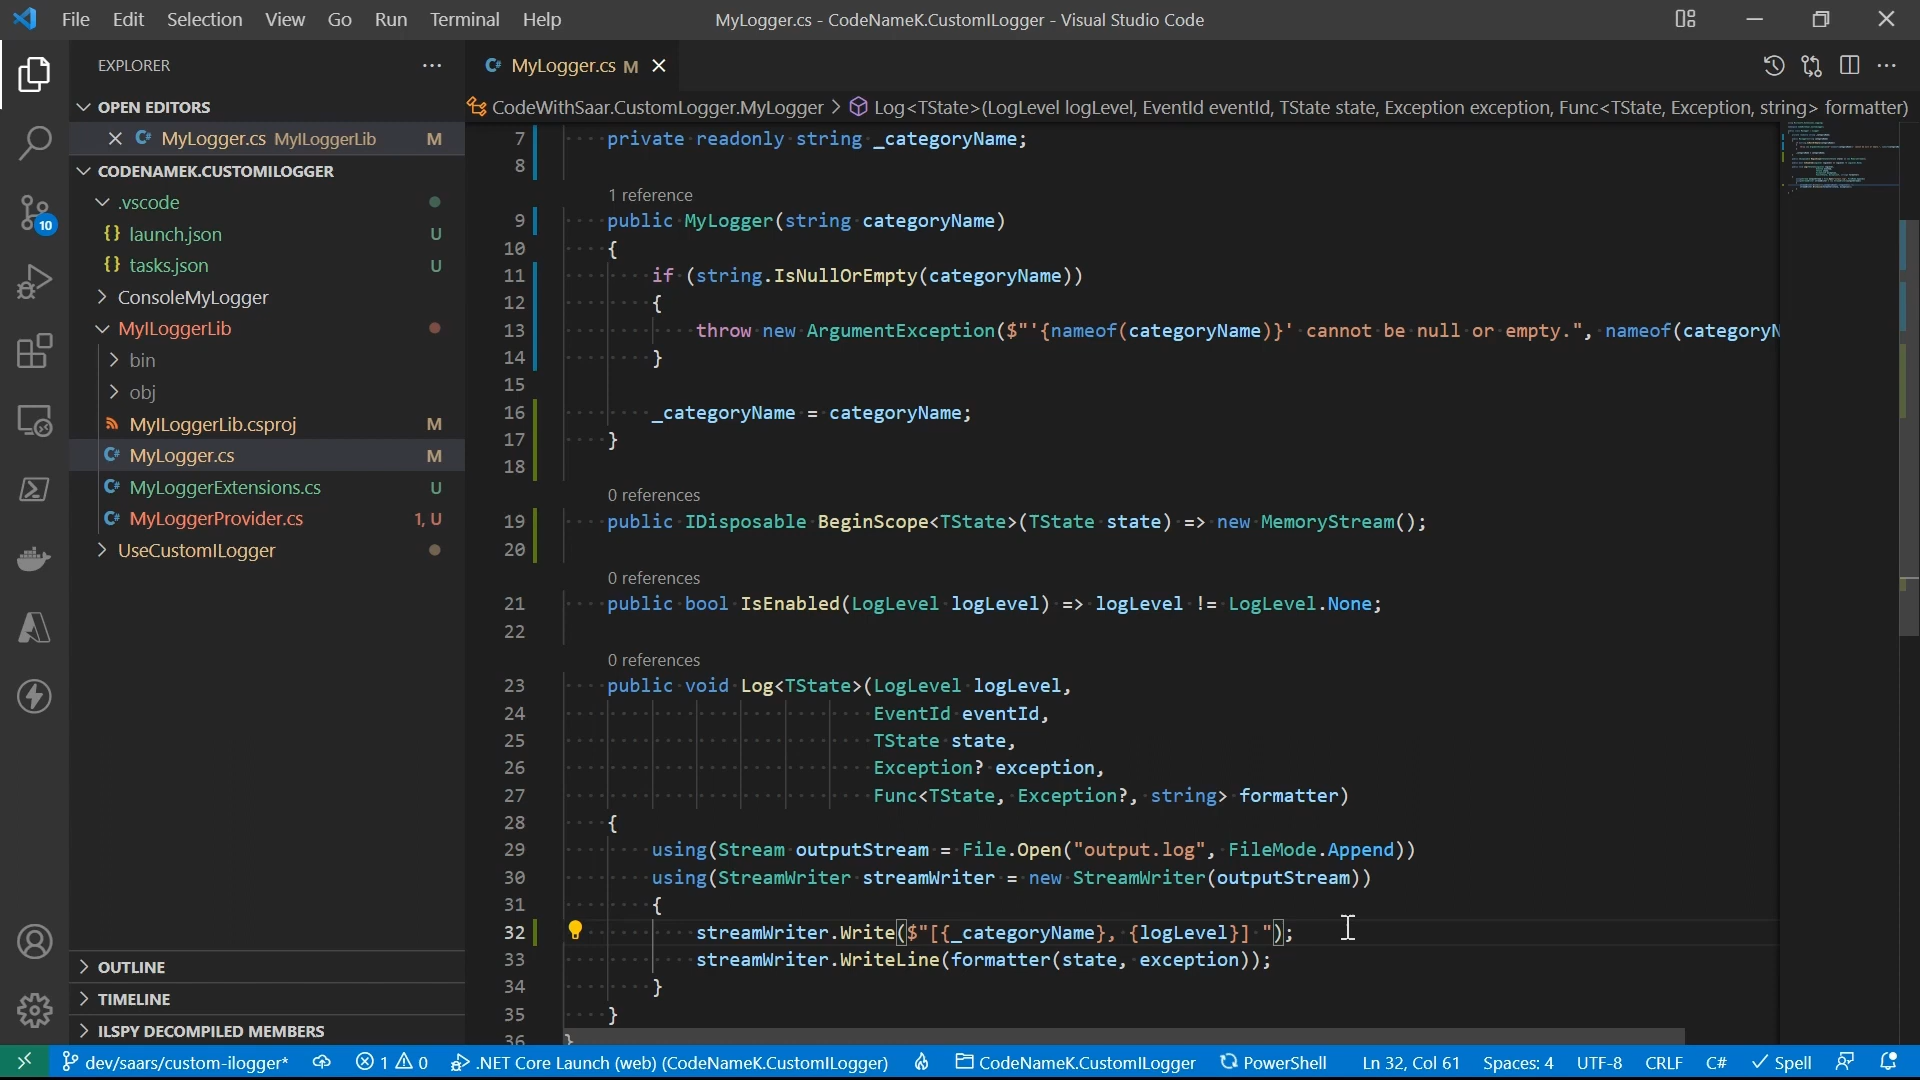 File Edit Selection View Go Run Terminal Help
MyLogger.cs - CodeNameK.CustomILogger - Visual Studio Code
EXPLORER
OPEN EDITORS
MyLogger.cs MyILoggerLib M
CODENAMEK.CUSTOMILOGGER
.vscode
{} launch.json U
{} tasks.json U
ConsoleMyLogger
MyILoggerLib
bin
obj
MyILoggerLib.csproj M
C# MyLogger.cs M
C# MyLoggerExtensions.cs U
C# MyLoggerProvider.cs 1, U
UseCustomILogger
10
OUTLINE
TIMELINE
ILSPY DECOMPILED MEMBERS
C# MyLogger.cs M
CodeWithSaar.CustomLogger.MyLogger > Log<TState>(LogLevel logLevel, EventId eventId, TState state, Exception exception, Func<TState, Exception, string> formatter)
7 private readonly string _categoryName;
8
1 reference
9 public MyLogger(string categoryName)
10 {
11 if (string.IsNullOrEmpty(categoryName))
12 {
13 throw new ArgumentException($"'{nameof(categoryName)}' cannot be null or empty.", nameof(categoryN
14 }
15
16 _categoryName = categoryName;
17 }
18
0 references
19 public IDisposable BeginScope<TState>(TState state) => new MemoryStream();
20
0 references
21 public bool IsEnabled(LogLevel logLevel) => logLevel != LogLevel.None;
22
0 references
23 public void Log<TState>(LogLevel logLevel,
24 EventId eventId,
25 TState state,
26 Exception? exception,
27 Func<TState, Exception?, string> formatter)
28 {
29 using(Stream outputStream = File.Open("output.log", FileMode.Append))
30 using(StreamWriter streamWriter = new StreamWriter(outputStream))
31 {
32 streamWriter.Write($"[{_categoryName}, {logLevel}] ");
33 streamWriter.WriteLine(formatter(state, exception));
34 }
35 }
36 }
dev/saars/custom-ilogger* 1 0 .NET Core Launch (web) (CodeNameK.CustomILogger) CodeNameK.CustomILogger PowerShell Ln 32, Col 61 Spaces: 4 UTF-8 CRLF C# Spell